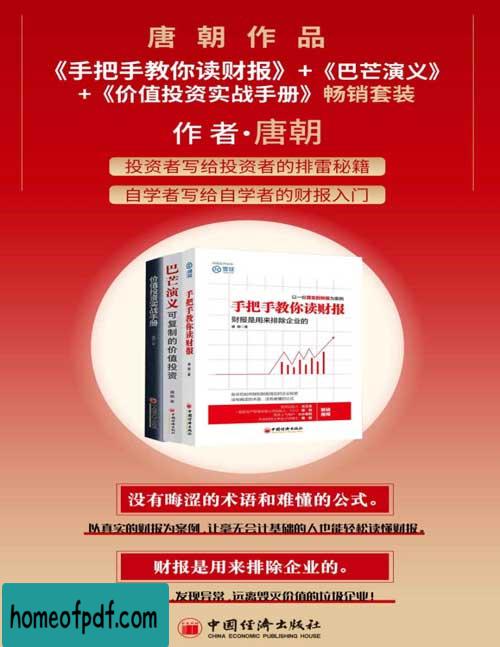 唐朝作品
《手把手教你读财报》+《巴芒演义》
+《价值投资实战手册》畅销套装
作者·唐朝
投资者写给投资者的排雷秘籍
自学者写给自学者的财报入门
价值投资实战手册
巴芒演义
可复制的价值投资
手把手教你读财报
雪球
手把手教你读财报
财报是用来排除企业的
中国经济出版社
没有晦涩的术语和难懂的公式。
以真实的财报为案例,让毫无会计基础的人也能轻松读懂财报。
财报是用来排除企业的。
发现异常,远离毁灭价值的垃圾企业!
homeofpdf.com
中国经济出版社
CHINA ECONOMIC PUBLISHING HOUSE